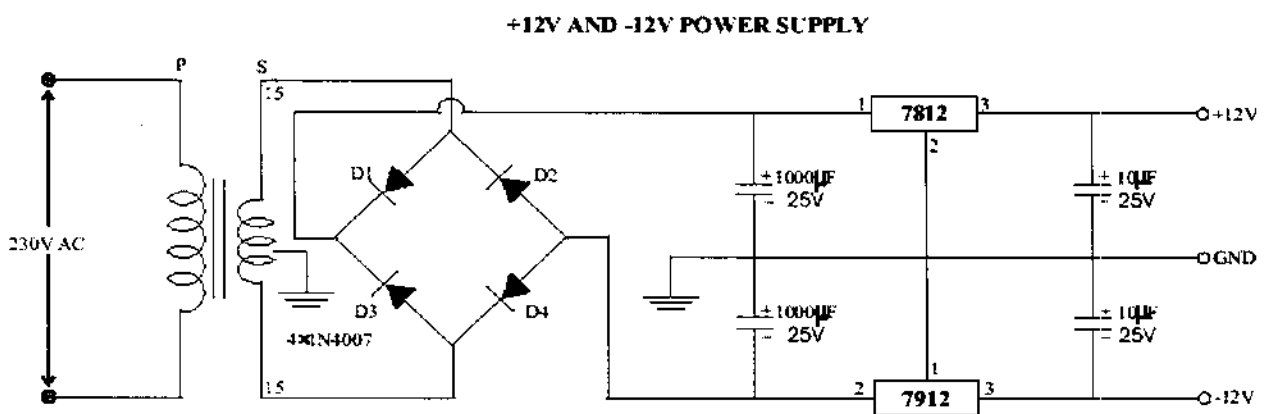 +12V AND -12V POWER SUPPLY
P
S
15
1
7812
3
+12V
2
D1
D2
+ 1000µF
- 25V
+ 10µF
- 25V
230V AC
GND
D3
D4
4×1N4007
+ 1000µF
- 25V
+ 10µF
- 25V
1
15
2
7912
3
-12V